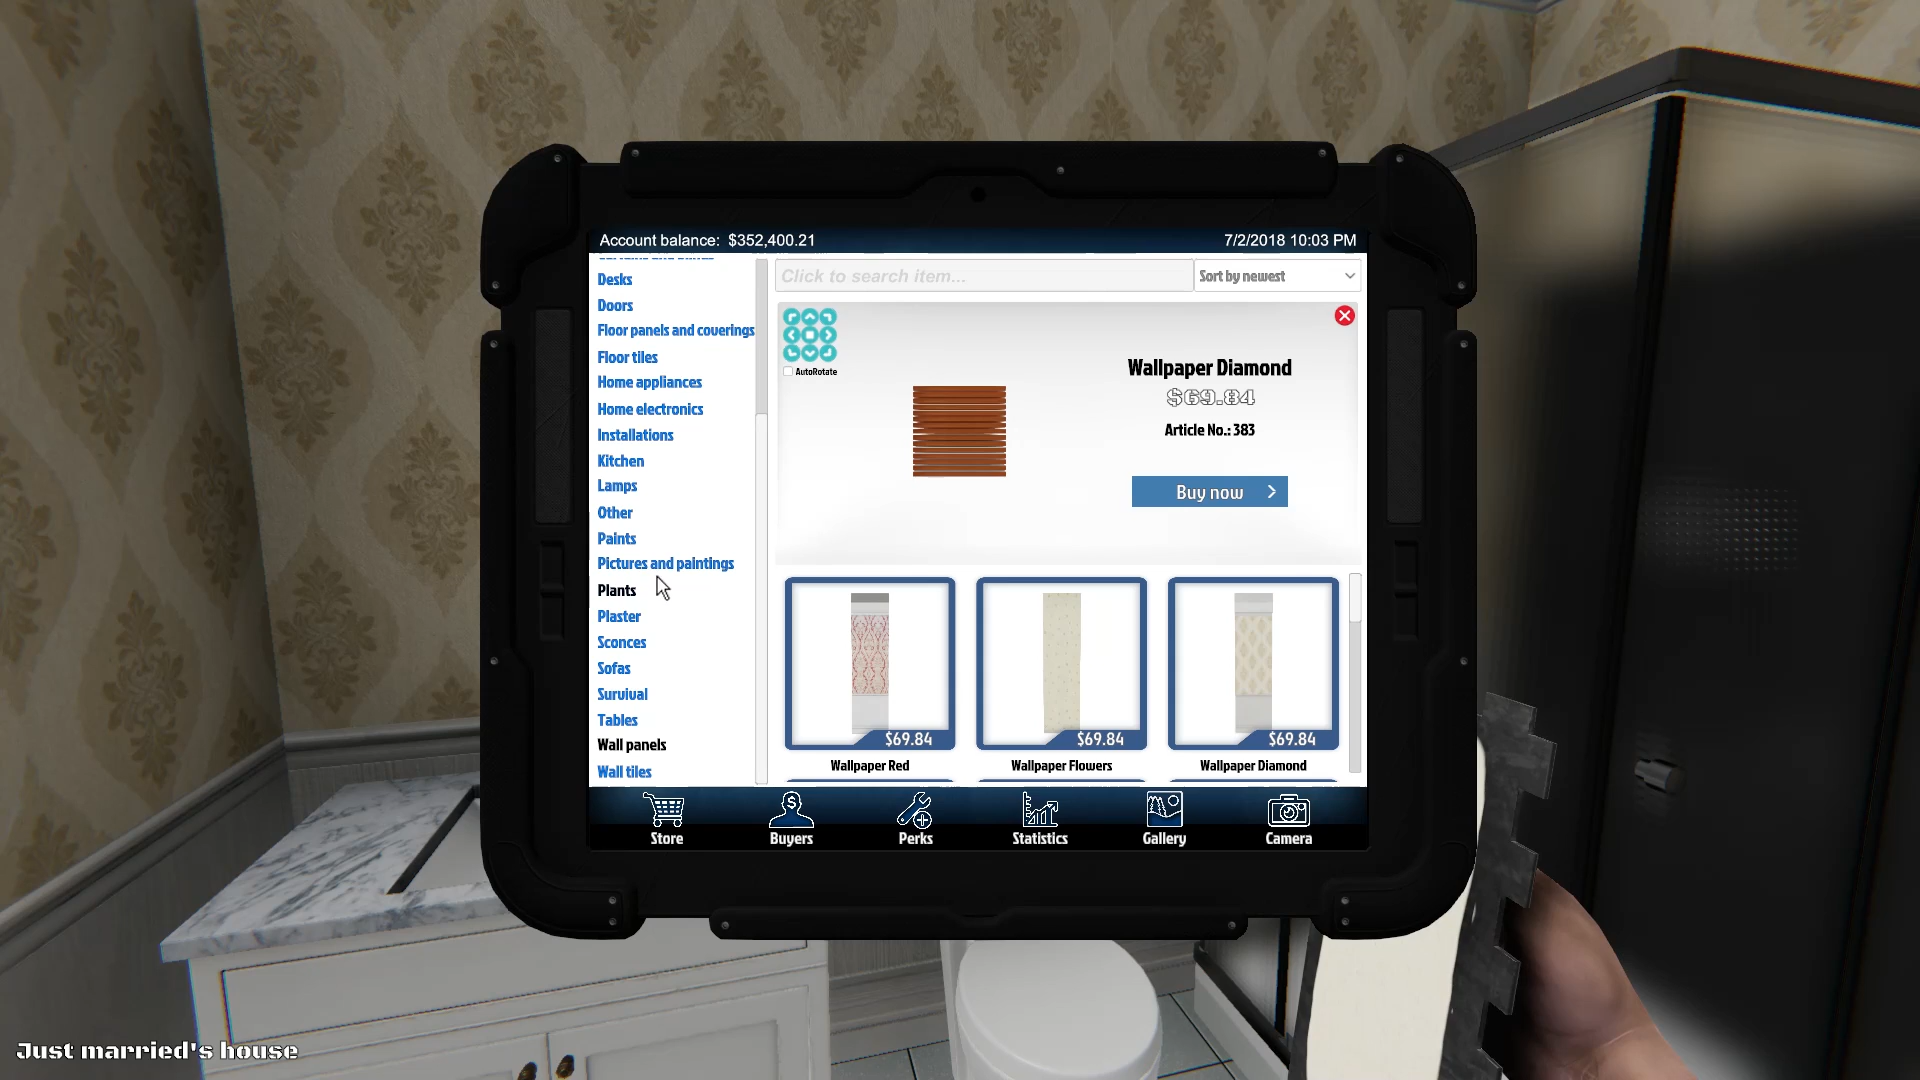 Account balance: $352,400.21
7/2/2018 10:03 PM
Desks
Doors
Floor panels and coverings
Floor tiles
Home appliances
Home electronics
Installations
Kitchen
Lamps
Other
Paints
Pictures and paintings
Plants
Plaster
Sconces
Sofas
Survival
Tables
Wall panels
Wall tiles
Click to search item...
Sort by newest
AutoRotate
Wallpaper Diamond
$69.84
Article No.: 383
Buy now
$69.84
$69.84
$69.84
Wallpaper Red
Wallpaper Flowers
Wallpaper Diamond
Store
Buyers
Perks
Statistics
Gallery
Camera
Just married's house